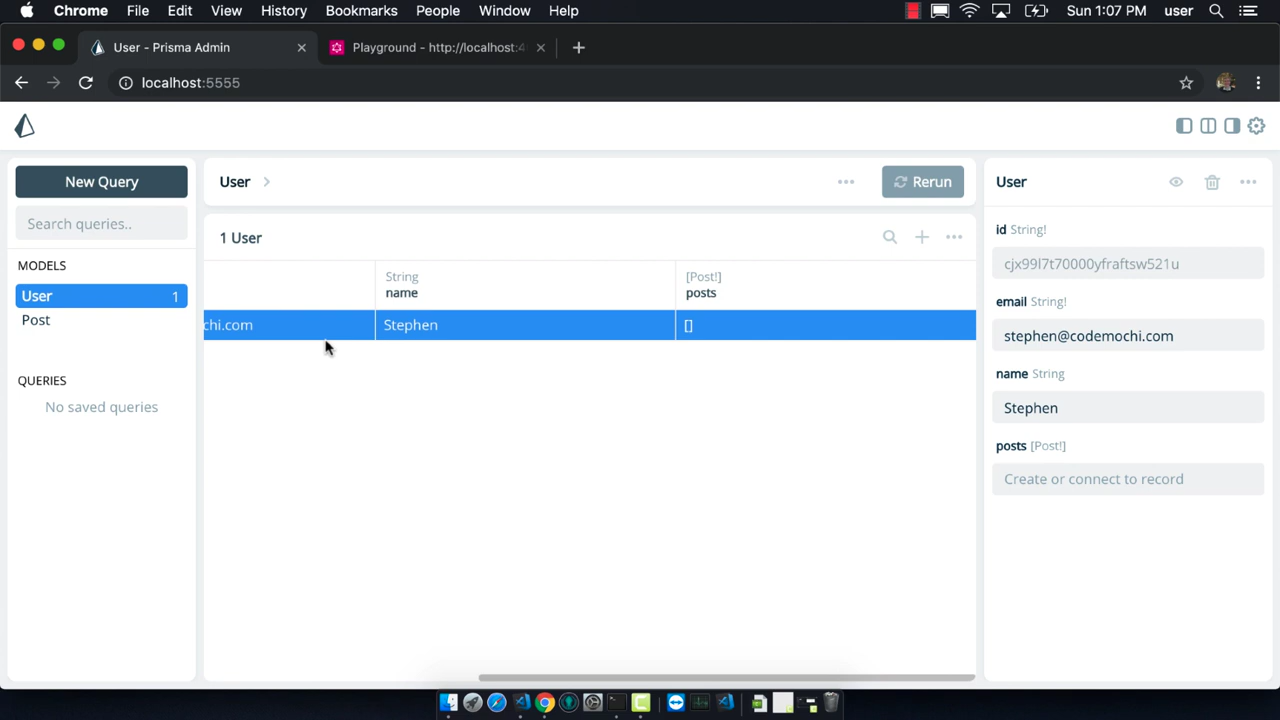 Chrome File Edit View History Bookmarks People Window Help Sun 1:07 PM user
User - Prisma Admin Playground - http://localhost:4
localhost:5555
New Query
Search queries..
MODELS
User 1
Post
QUERIES
No saved queries
User
Rerun
1 User
String
name
[Post!]
posts
chi.com Stephen []
User
id String!
cjx99l7t70000yfraftsw521u
email String!
stephen@codemochi.com
name String
Stephen
posts [Post!]
Create or connect to record